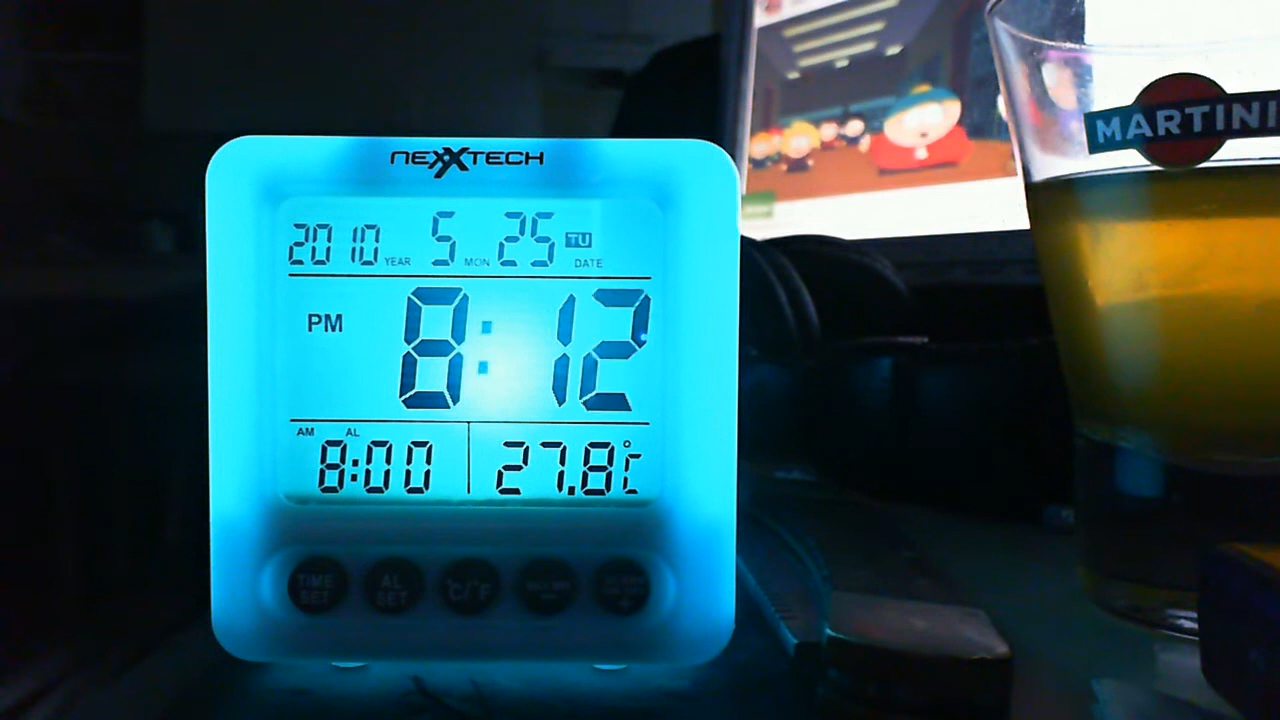 NEXXTECH
2010 YEAR 5 MON 25 TU DATE
PM 8:12
AM AL
8:00 27.8°C
TIME SET
AL SET
°C/°F
MARTINI